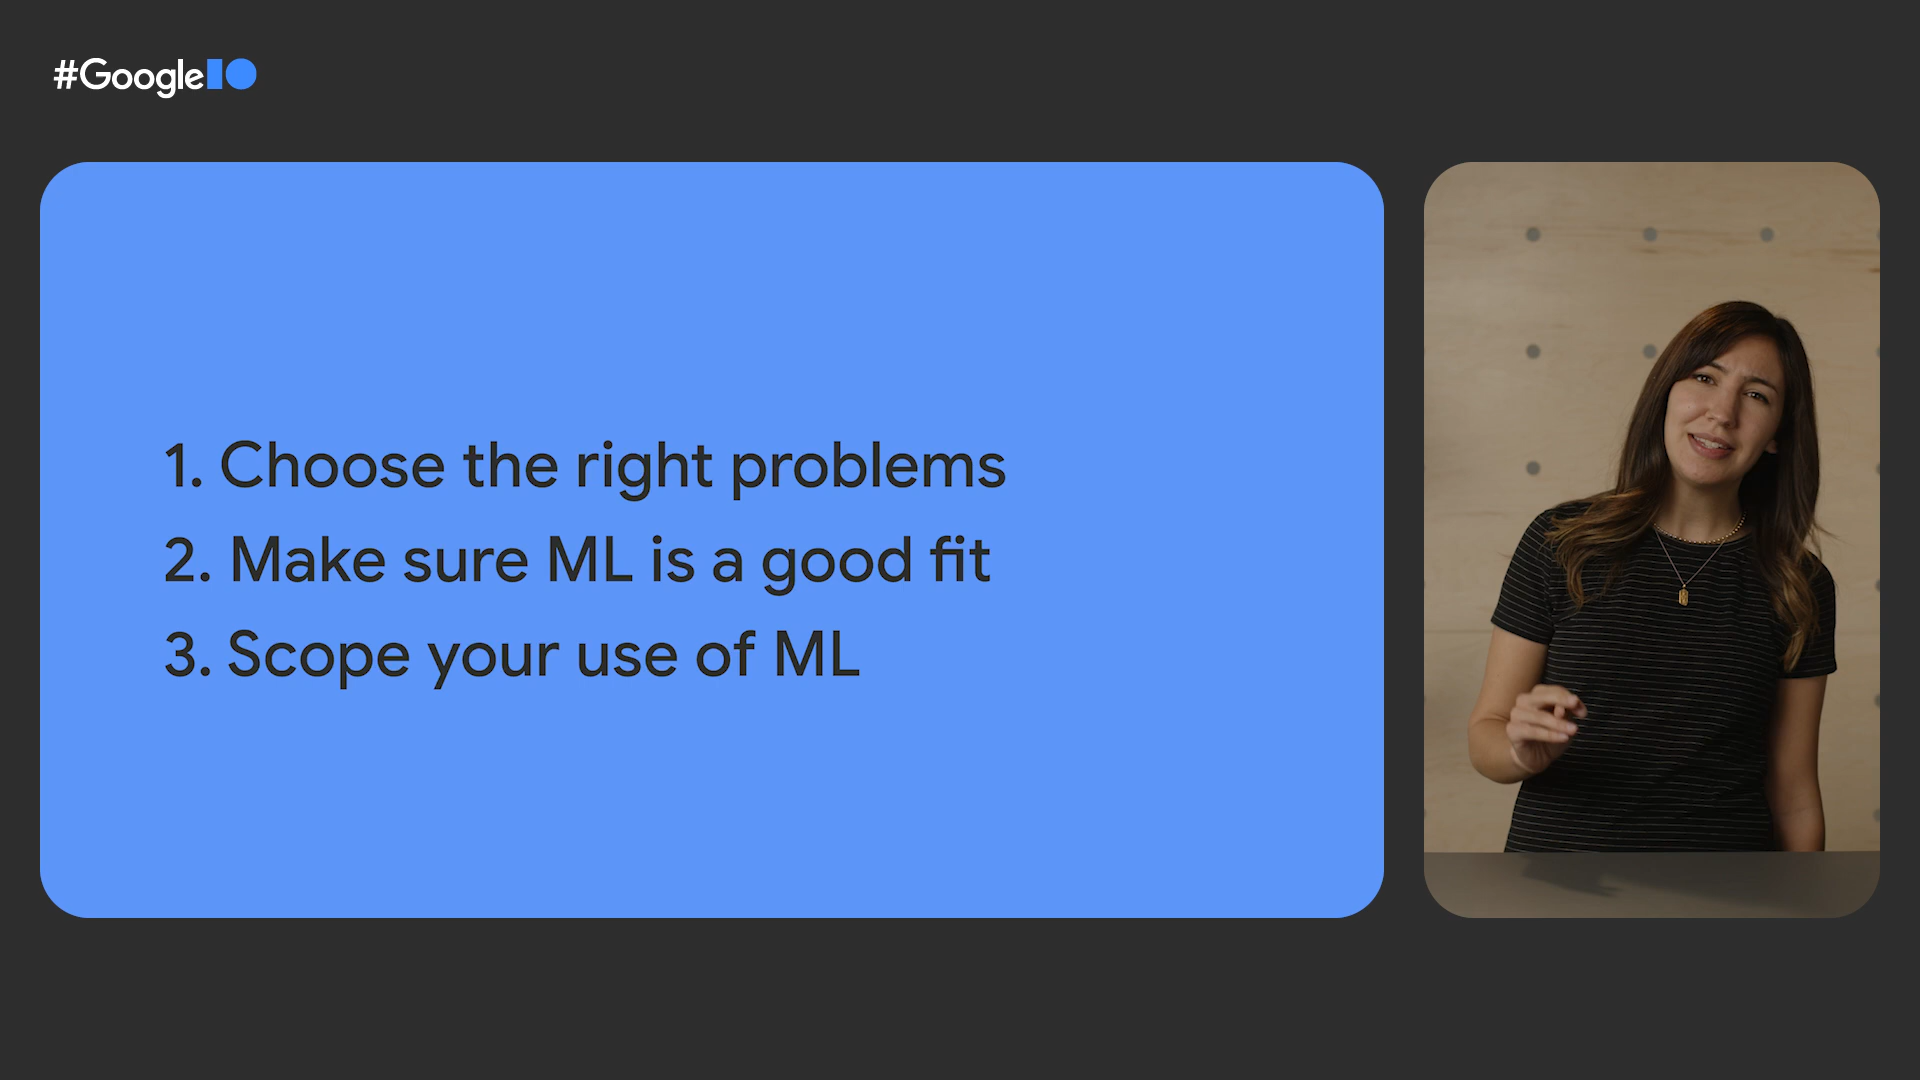 #GoogleIO
1. Choose the right problems
2. Make sure ML is a good fit
3. Scope your use of ML